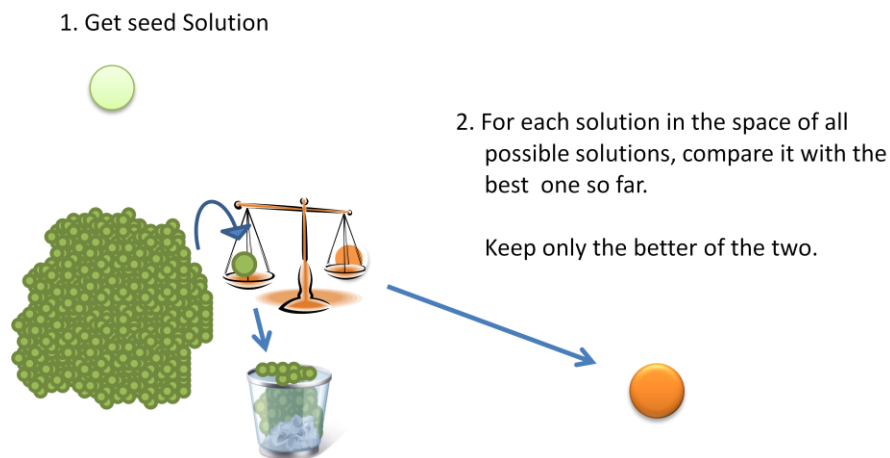 1. Get seed Solution
2. For each solution in the space of all
possible solutions, compare it with the
best one so far.
Keep only the better of the two.